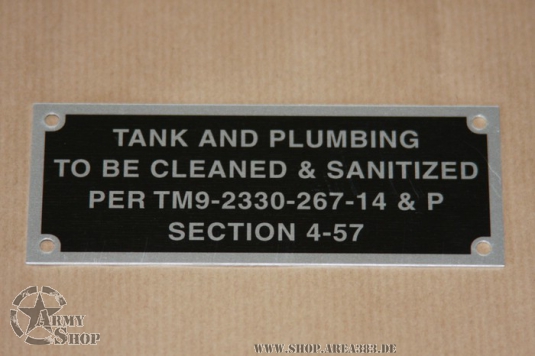 TANK AND PLUMBING
TO BE CLEANED & SANITIZED
PER TM9-2330-267-14 & P
SECTION 4-57
ARMY
SHOP
WWW.SHOP.AREA383.DE